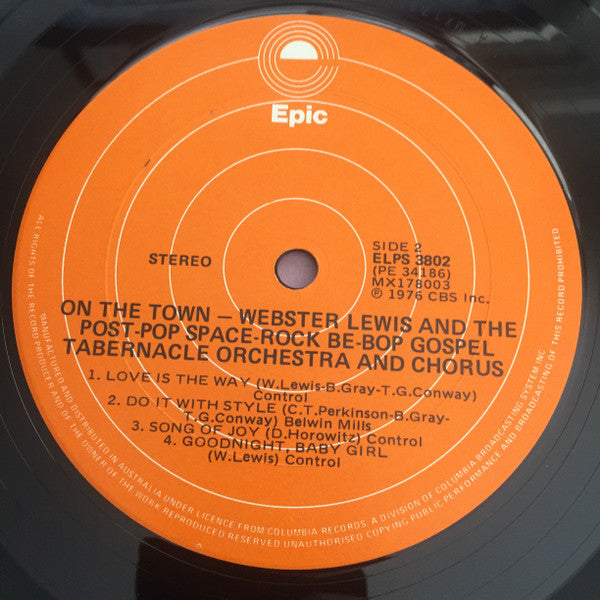 Epic
STEREO
SIDE 2
ELPS 3802
(PE 34186)
MX178003
℗ 1976 CBS Inc.
ON THE TOWN – WEBSTER LEWIS AND THE
POST-POP SPACE-ROCK BE-BOP GOSPEL
TABERNACLE ORCHESTRA AND CHORUS
1. LOVE IS THE WAY (W.Lewis-B.Gray-T.G.Conway)
Control
2. DO IT WITH STYLE (C.T.Perkinson-B.Gray-
T.G.Conway) Belwin Mills
3. SONG OF JOY (D.Horowitz) Control
4. GOODNIGHT, BABY GIRL
(W.Lewis) Control
MANUFACTURED AND DISTRIBUTED IN AUSTRALIA UNDER LICENCE FROM COLUMBIA RECORDS. A DIVISION OF COLUMBIA BROADCASTING SYSTEM INC.
ALL RIGHTS OF THE RECORD PRODUCER AND OF THE OWNER OF THE WORK REPRODUCED RESERVED UNAUTHORISED COPYING PUBLIC PERFORMANCE AND BROADCASTING OF THIS RECORD PROHIBITED